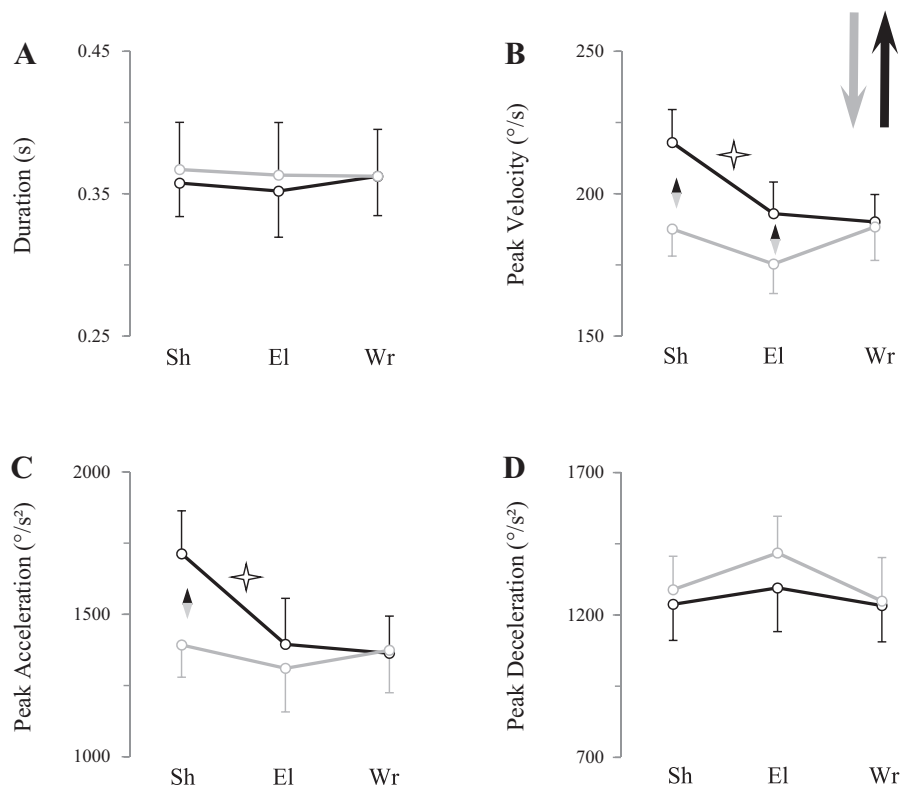 A
Duration (s)
0.45
0.35
0.25
Sh El Wr
B
Peak Velocity (°/s)
250
200
150
Sh El Wr
C
Peak Acceleration (°/s²)
2000
1500
1000
Sh El Wr
D
Peak Deceleration (°/s²)
1700
1200
700
Sh El Wr